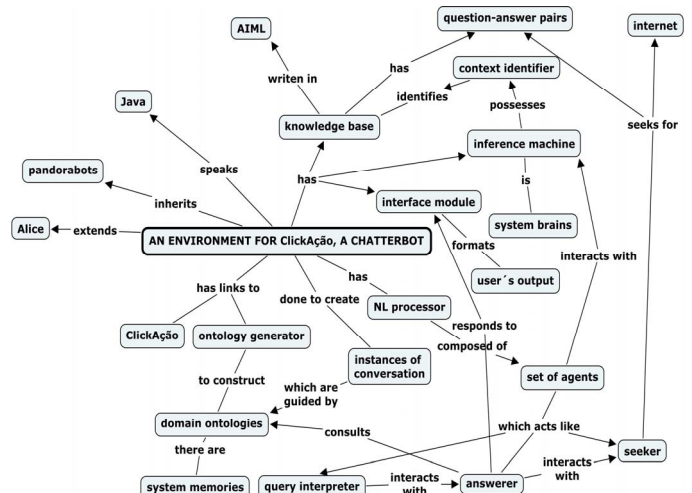 question-answer pairs
internet
AIML
has
context identifier
writen in
identifies
possesses
Java
knowledge base
seeks for
inference machine
pandorabots
speaks
has
is
interface module
inherits
system brains
Alice
extends
AN ENVIRONMENT FOR ClickAção, A CHATTERBOT
formats
interacts with
has
user´s output
has links to
done to create
NL processor
responds to
ClickAção
ontology generator
composed of
instances of
conversation
set of agents
to construct
which are
guided by
domain ontologies
which acts like
consults
there are
seeker
interacts
with
system memories
query interpreter
interacts
with
answerer